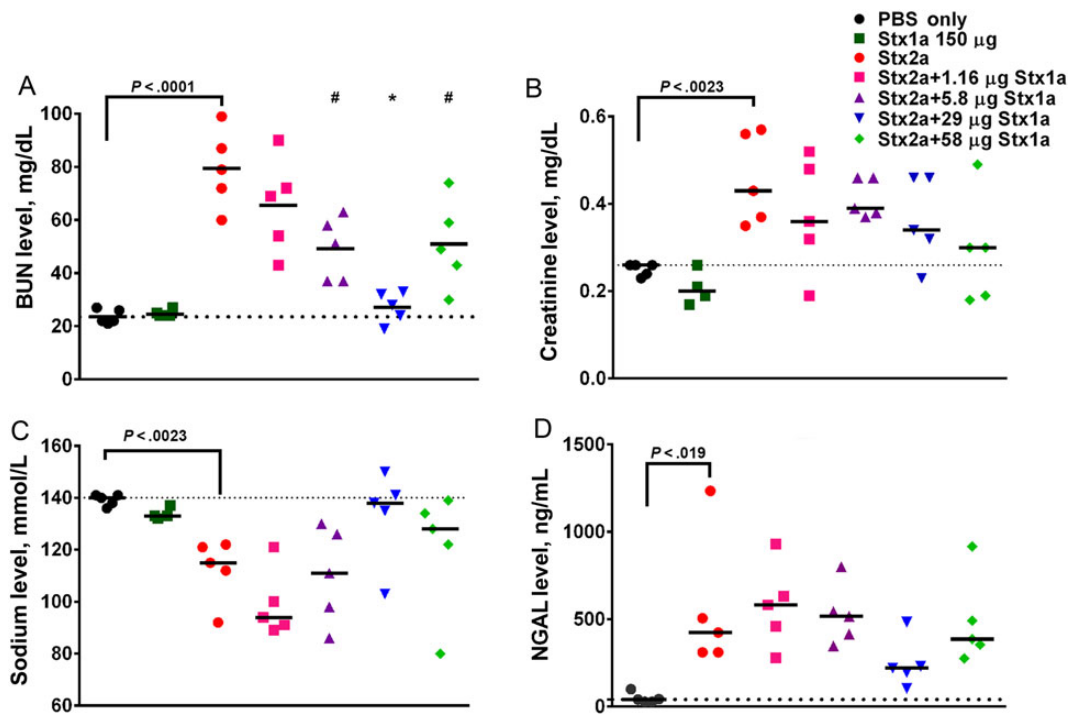 PBS only
Stx1a 150 μg
Stx2a
Stx2a+1.16 μg Stx1a
Stx2a+5.8 μg Stx1a
Stx2a+29 μg Stx1a
Stx2a+58 μg Stx1a
A
P < .0001
# * #
BUN level, mg/dL
100
80
60
40
20
0
B
P < .0023
Creatinine level, mg/dL
0.6
0.4
0.2
0.0
C
P < .0023
Sodium level, mmol/L
160
140
120
100
80
60
D
P < .019
NGAL level, ng/mL
1500
1000
500
0